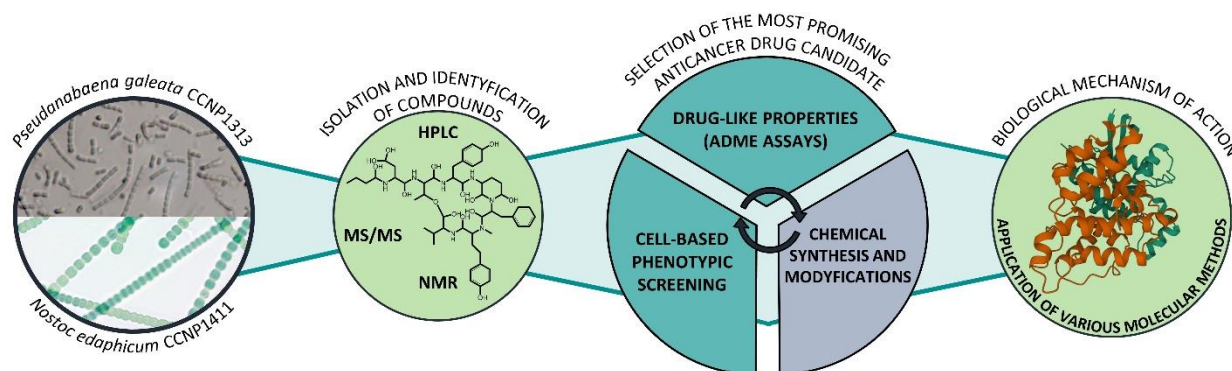 Pseudanabaena galeata CCNP1313
Nostoc edaphicum CCNP1411
ISOLATION AND IDENTYFICATION
OF COMPOUNDS
HPLC
MS/MS
NMR
SELECTION OF THE MOST PROMISING
ANTICANCER DRUG CANDIDATE
DRUG-LIKE PROPERTIES
(ADME ASSAYS)
CELL-BASED
PHENOTYPIC
SCREENING
CHEMICAL
SYNTHESIS AND
MODYFICATIONS
BIOLOGICAL MECHANISM OF ACTION
APPLICATION OF VARIOUS MOLECULAR METHODS